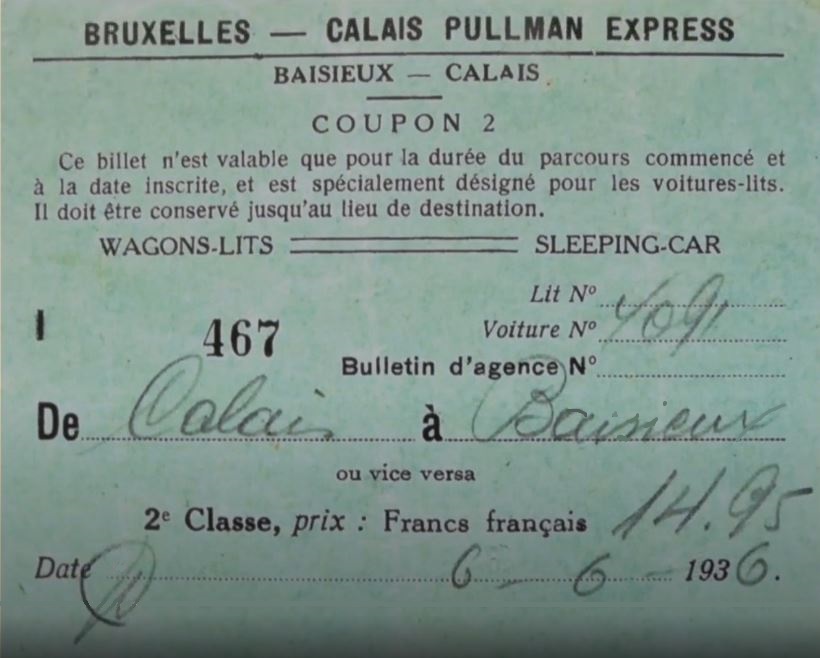 BRUXELLES — CALAIS PULLMAN EXPRESS
BAISIEUX — CALAIS
COUPON 2
Ce billet n'est valable que pour la durée du parcours commencé et
à la date inscrite, et est spécialement désigné pour les voitures-lits.
Il doit être conservé jusqu'au lieu de destination.
WAGONS-LITS SLEEPING-CAR
Lit Nº
I 467 Voiture Nº 4091
Bulletin d'agence Nº
De Calais à Baisieux
ou vice versa
2e Classe, prix : Francs français 14.95
Date 6 - 6 - 1936.